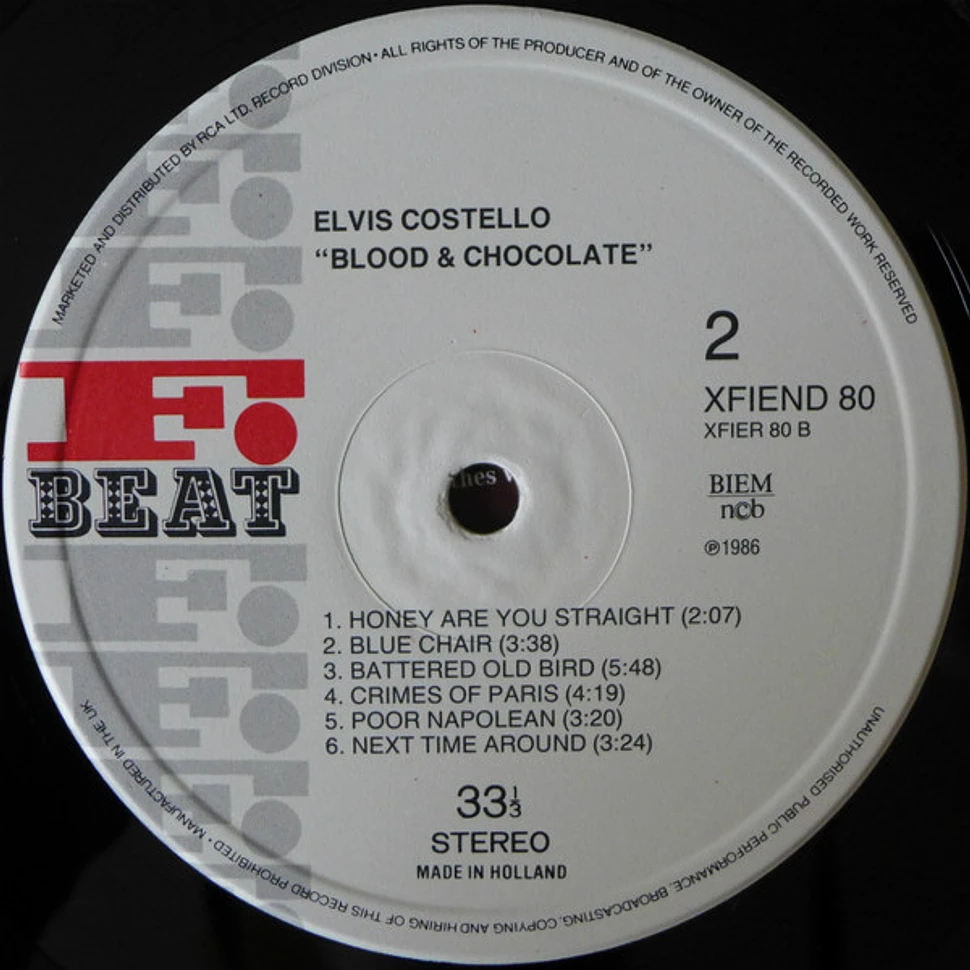 MARKETED AND DISTRIBUTED BY RCA LTD. RECORD DIVISION • ALL RIGHTS OF THE PRODUCER AND OF THE OWNER OF THE RECORDED WORK RESERVED
ELVIS COSTELLO
“BLOOD & CHOCOLATE”
2
XFIEND 80
XFIER 80 B
F.
BEAT
BIEM
ncb
℗1986
1. HONEY ARE YOU STRAIGHT (2:07)
2. BLUE CHAIR (3:38)
3. BATTERED OLD BIRD (5:48)
4. CRIMES OF PARIS (4:19)
5. POOR NAPOLEAN (3:20)
6. NEXT TIME AROUND (3:24)
33⅓
STEREO
MADE IN HOLLAND
UNAUTHORISED PUBLIC PERFORMANCE, BROADCASTING, COPYING AND HIRING OF THIS RECORD PROHIBITED • MANUFACTURED IN THE UK